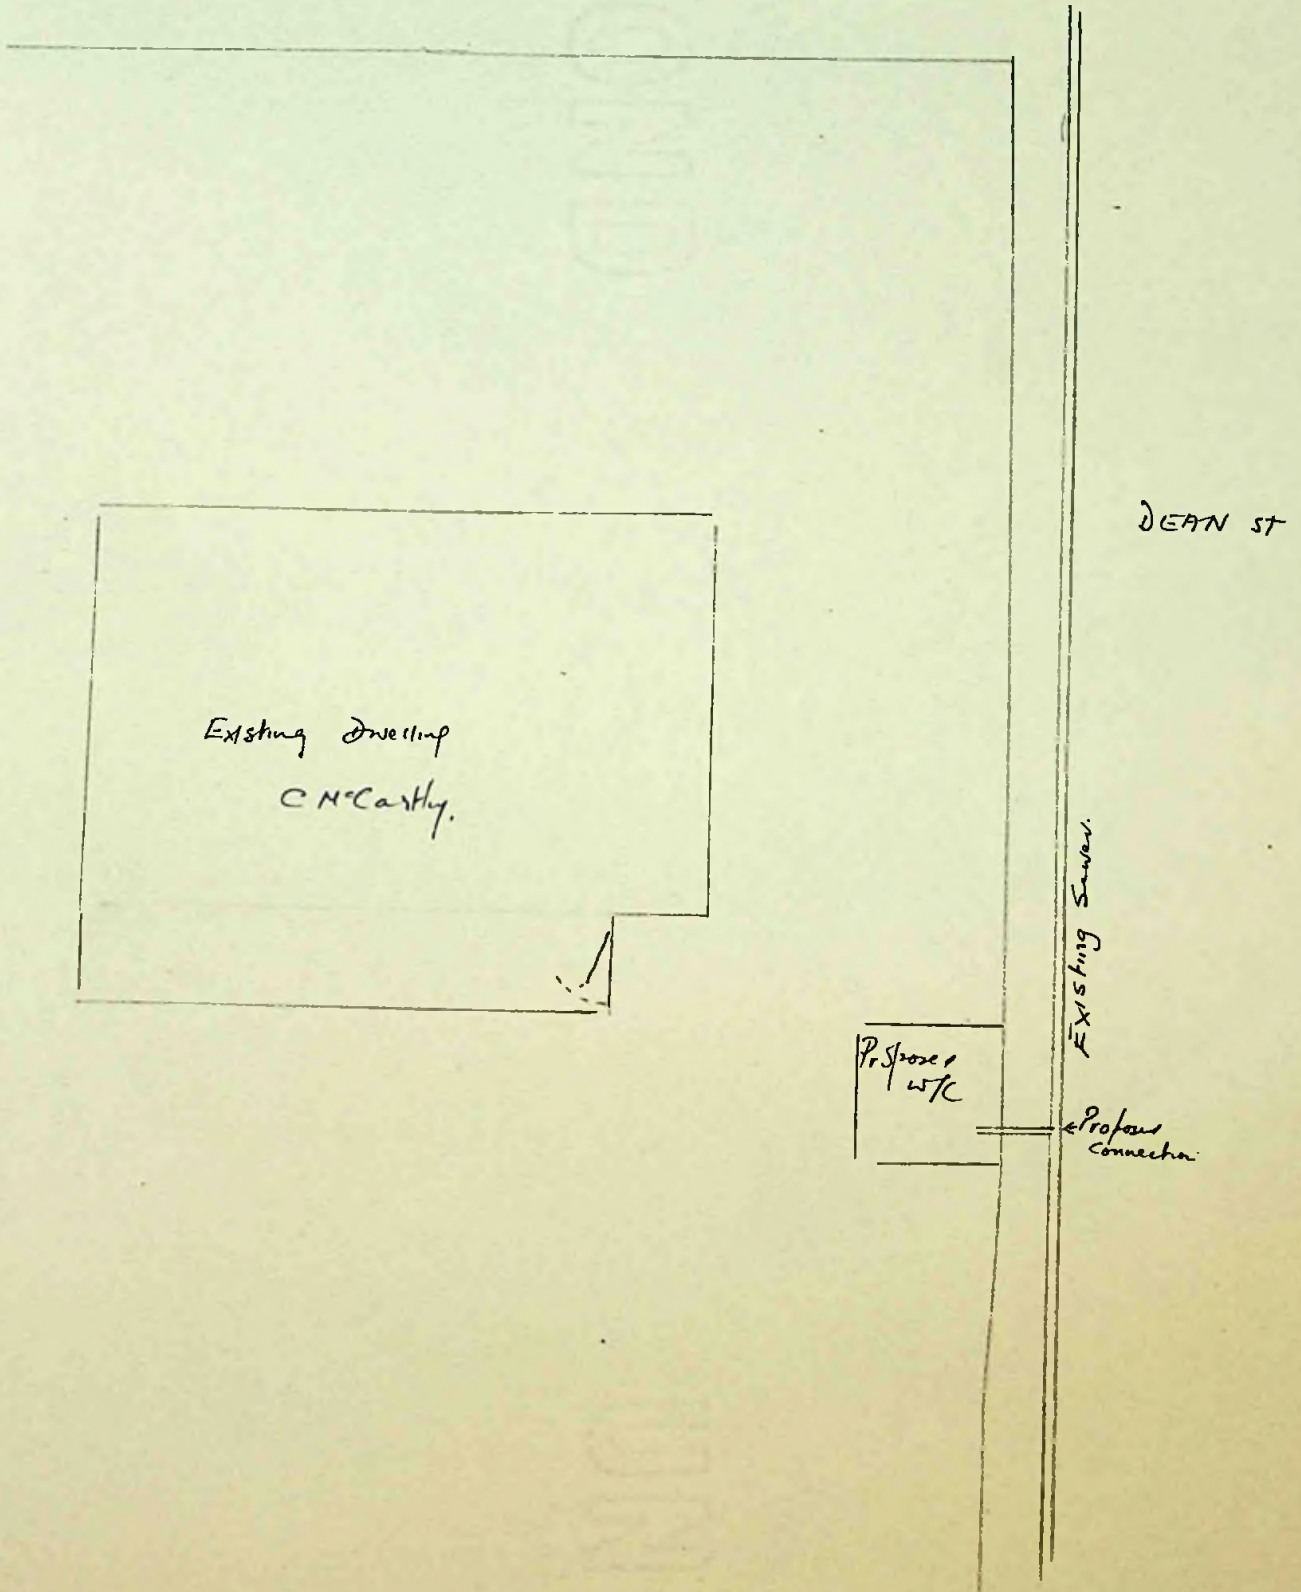 DEAN ST
Existing Dwelling
C McCarthy.
Existing Sewer.
Proposed
W/C
Proposed
Connection